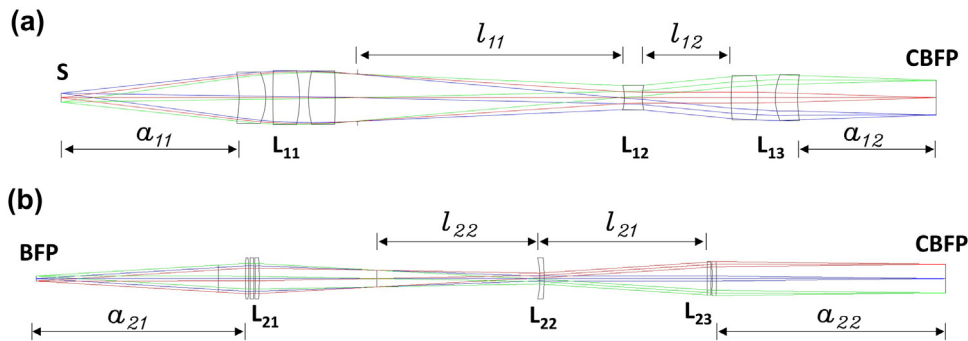 (a)
l₁₁ l₁₂
S CBFP
a₁₁ L₁₁ L₁₂ L₁₃ a₁₂
(b)
l₂₂ l₂₁
BFP CBFP
a₂₁ L₂₁ L₂₂ L₂₃ a₂₂